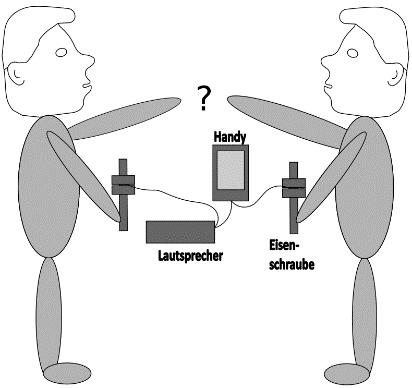 ?
Handy
Lautsprecher
Eisen-
schraube